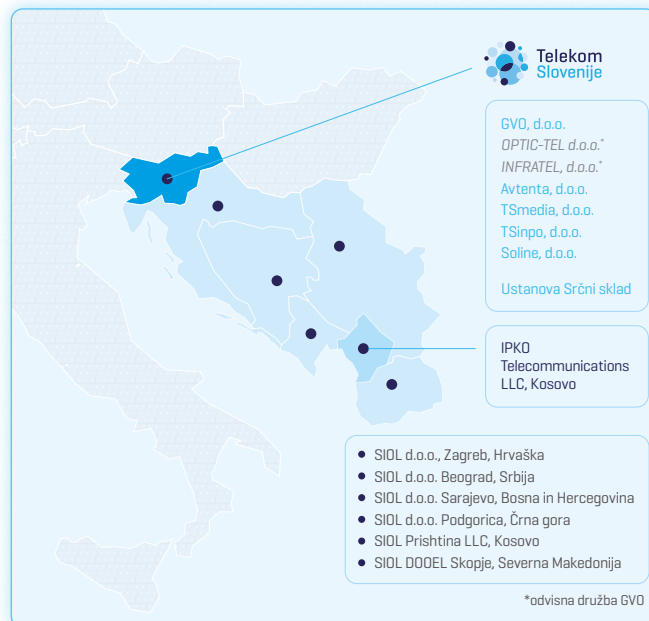 Telekom
Slovenije
GVO, d.o.o.
OPTIC-TEL d.o.o.*
INFRATEL, d.o.o.*
Avtenta, d.o.o.
TSmedia, d.o.o.
TSinpo, d.o.o.
Soline, d.o.o.
Ustanova Srčni sklad
IPKO
Telecommunications
LLC, Kosovo
SIOL d.o.o., Zagreb, Hrvaška
SIOL d.o.o. Beograd, Srbija
SIOL d.o.o. Sarajevo, Bosna in Hercegovina
SIOL d.o.o. Podgorica, Črna gora
SIOL Prishtina LLC, Kosovo
SIOL DOOEL Skopje, Severna Makedonija
*odvisna družba GVO